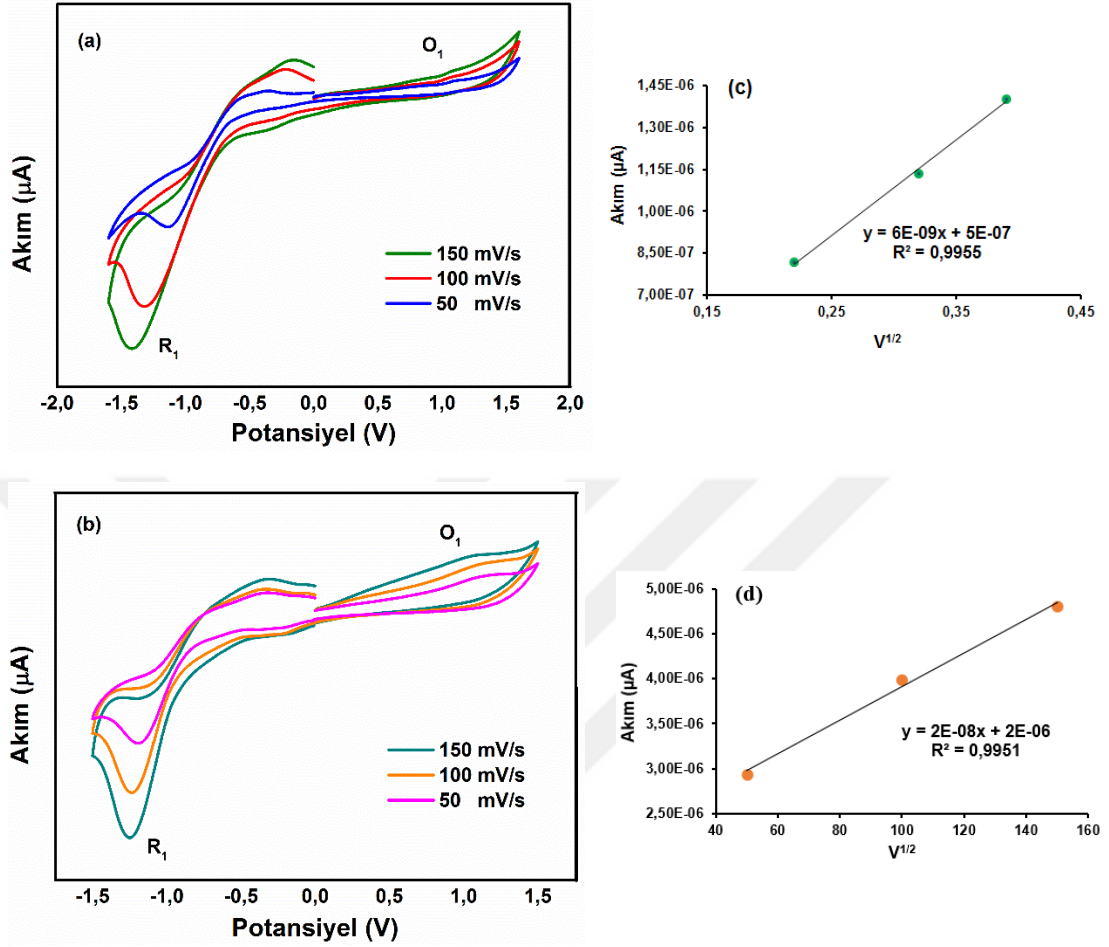 (a)
O1
Akım (µA)
150 mV/s
100 mV/s
50 mV/s
R1
-2,0 -1,5 -1,0 -0,5 0,0 0,5 1,0 1,5 2,0
Potansiyel (V)
(c)
1,45E-06
1,30E-06
1,15E-06
1,00E-06
8,50E-07
7,00E-07
Akım (µA)
y = 6E-09x + 5E-07
R² = 0,9955
0,15 0,25 0,35 0,45
V1/2
(b)
O1
Akım (µA)
150 mV/s
100 mV/s
50 mV/s
R1
-1,5 -1,0 -0,5 0,0 0,5 1,0 1,5
Potansiyel (V)
(d)
5,00E-06
4,50E-06
4,00E-06
3,50E-06
3,00E-06
2,50E-06
Akım (µA)
y = 2E-08x + 2E-06
R² = 0,9951
40 60 80 100 120 140 160
V1/2